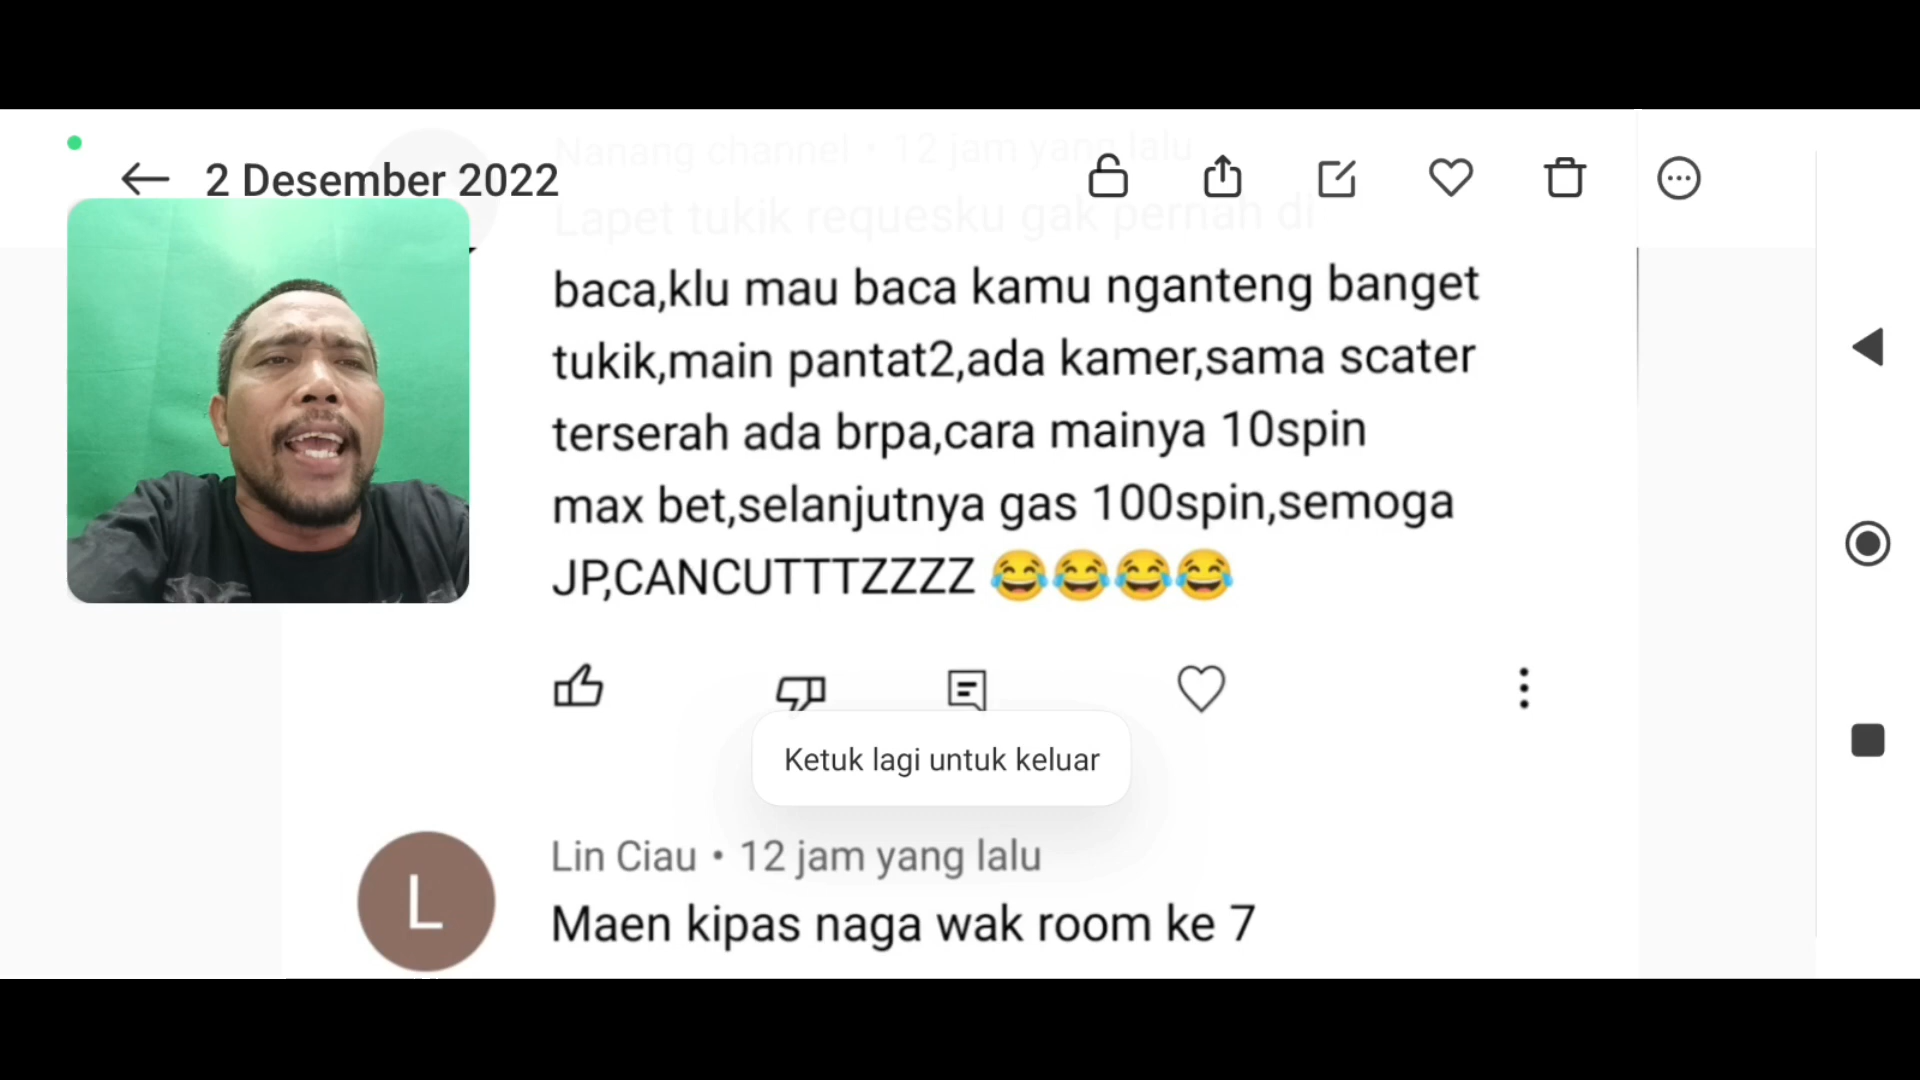 Nanang channel • 12 jam yang lalu
2 Desember 2022
Lapet tukik requesku gak pernah di
baca,klu mau baca kamu nganteng banget
tukik,main pantat2,ada kamer,sama scater
terserah ada brpa,cara mainya 10spin
max bet,selanjutnya gas 100spin,semoga
JP,CANCUTTTZZZZ 😂😂😂😂
Ketuk lagi untuk keluar
Lin Ciau • 12 jam yang lalu
L
Maen kipas naga wak room ke 7